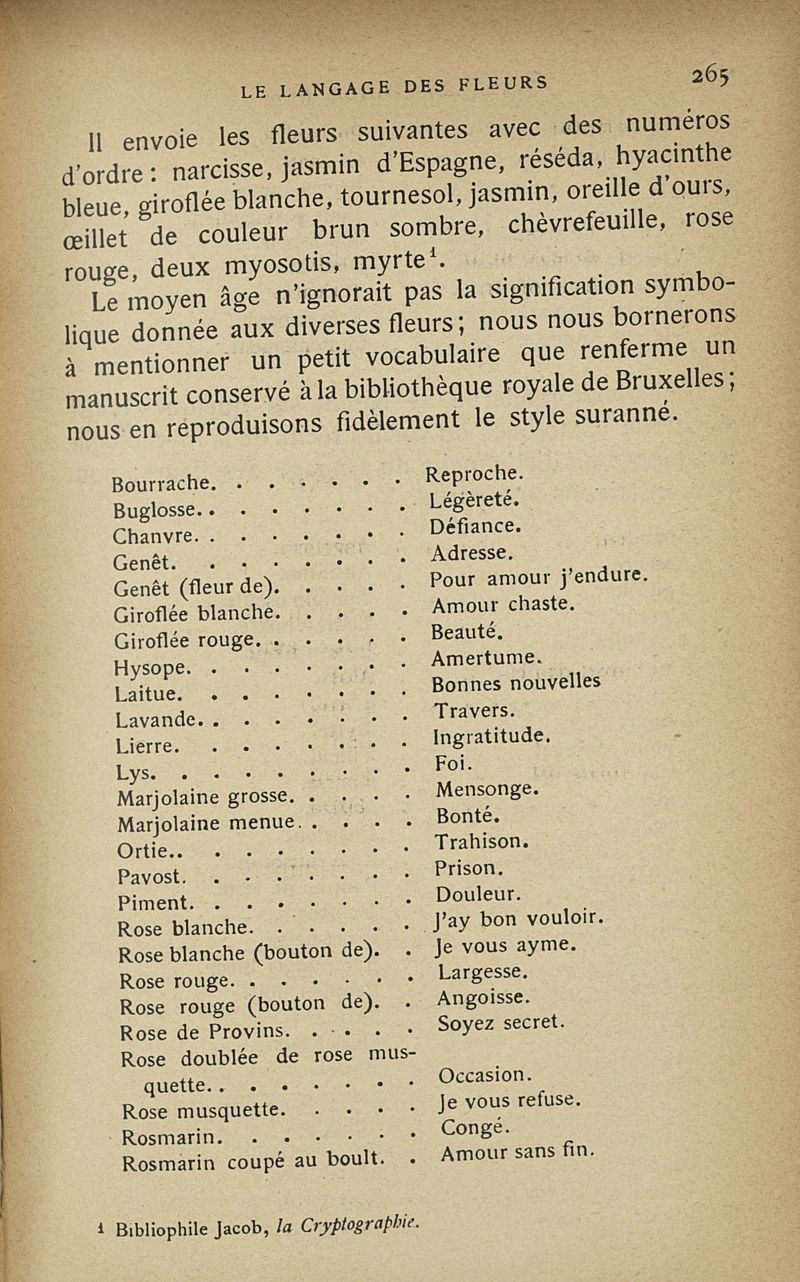 LE LANGAGE DES FLEURS 265
Il envoie les fleurs suivantes avec des numéros
d'ordre : narcisse, jasmin d'Espagne, réséda, hyacinthe
bleue, giroflée blanche, tournesol, jasmin, oreille d'ours,
œillet de couleur brun sombre, chèvrefeuille, rose
rouge, deux myosotis, myrte¹.
Le moyen âge n'ignorait pas la signification symbo-
lique donnée aux diverses fleurs ; nous nous bornerons
à mentionner un petit vocabulaire que renferme un
manuscrit conservé à la bibliothèque royale de Bruxelles ;
nous en reproduisons fidèlement le style suranné.
Bourrache. . . . . . . . Reproche.
Buglosse. . . . . . . . . Légèreté.
Chanvre. . . . . . . . . Défiance.
Genêt. . . . . . . . . Adresse.
Genêt (fleur de). . . . . . Pour amour j'endure.
Giroflée blanche. . . . . . Amour chaste.
Giroflée rouge. . . . . . . Beauté.
Hysope. . . . . . . . . Amertume.
Laitue. . . . . . . . . Bonnes nouvelles
Lavande. . . . . . . . . Travers.
Lierre. . . . . . . . . Ingratitude.
Lys. . . . . . . . . . Foi.
Marjolaine grosse. . . . . . Mensonge.
Marjolaine menue. . . . . . Bonté.
Ortie.. . . . . . . . . Trahison.
Pavost. . . . . . . . . Prison.
Piment. . . . . . . . . Douleur.
Rose blanche. . . . . . . J'ay bon vouloir.
Rose blanche (bouton de). . Je vous ayme.
Rose rouge. . . . . . . . Largesse.
Rose rouge (bouton de). . Angoisse.
Rose de Provins. . . . . . Soyez secret.
Rose doublée de rose mus-
quette. . . . . . . . . Occasion.
Rose musquette. . . . . . Je vous refuse.
Rosmarin. . . . . . . . Congé.
Rosmarin coupé au boult. . Amour sans fin.
¹ Bibliophile Jacob, la Cryptographie.